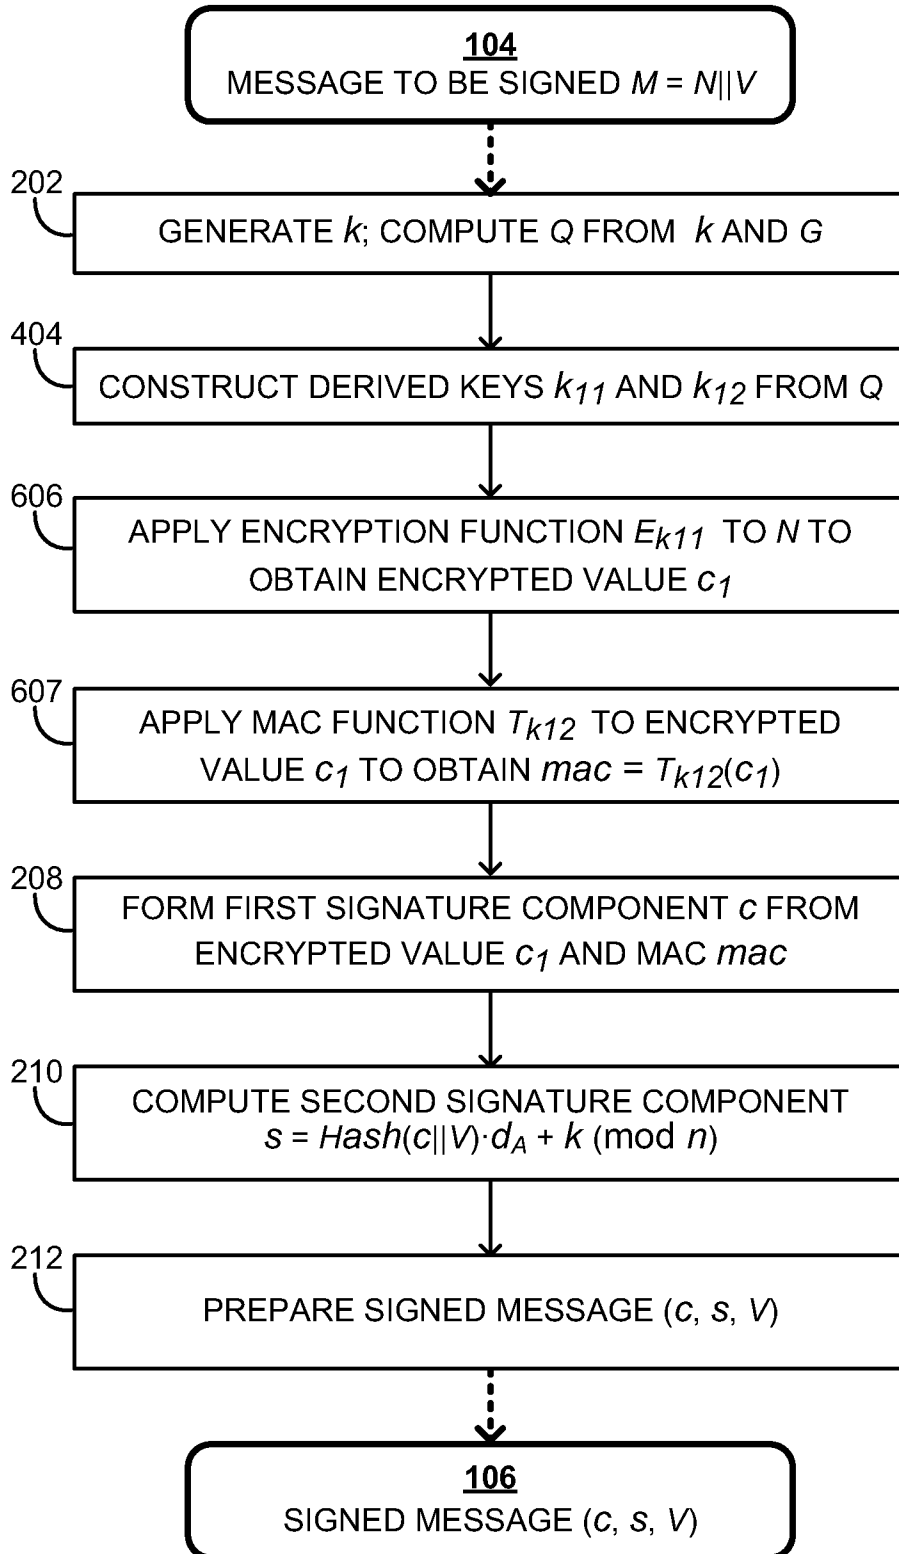 104
MESSAGE TO BE SIGNED M = N||V
202
GENERATE k; COMPUTE Q FROM k AND G
404
CONSTRUCT DERIVED KEYS k11 AND k12 FROM Q
606
APPLY ENCRYPTION FUNCTION Ek11 TO N TO
OBTAIN ENCRYPTED VALUE c1
607
APPLY MAC FUNCTION Tk12 TO ENCRYPTED
VALUE c1 TO OBTAIN mac = Tk12(c1)
208
FORM FIRST SIGNATURE COMPONENT c FROM
ENCRYPTED VALUE c1 AND MAC mac
210
COMPUTE SECOND SIGNATURE COMPONENT
s = Hash(c||V)·dA + k (mod n)
212
PREPARE SIGNED MESSAGE (c, s, V)
106
SIGNED MESSAGE (c, s, V)